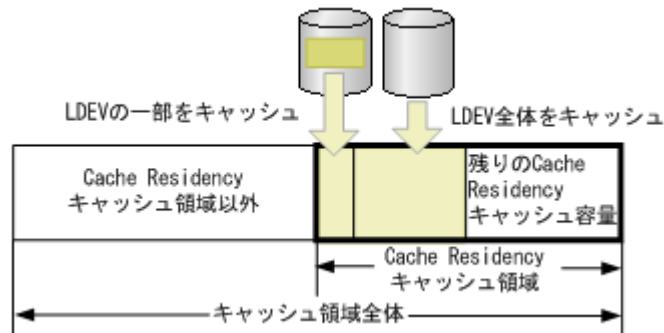 LDEVの一部をキャッシュ
LDEV全体をキャッシュ
Cache Residency
キャッシュ領域以外
残りのCache
Residency
キャッシュ容量
Cache Residency
キャッシュ領域
キャッシュ領域全体